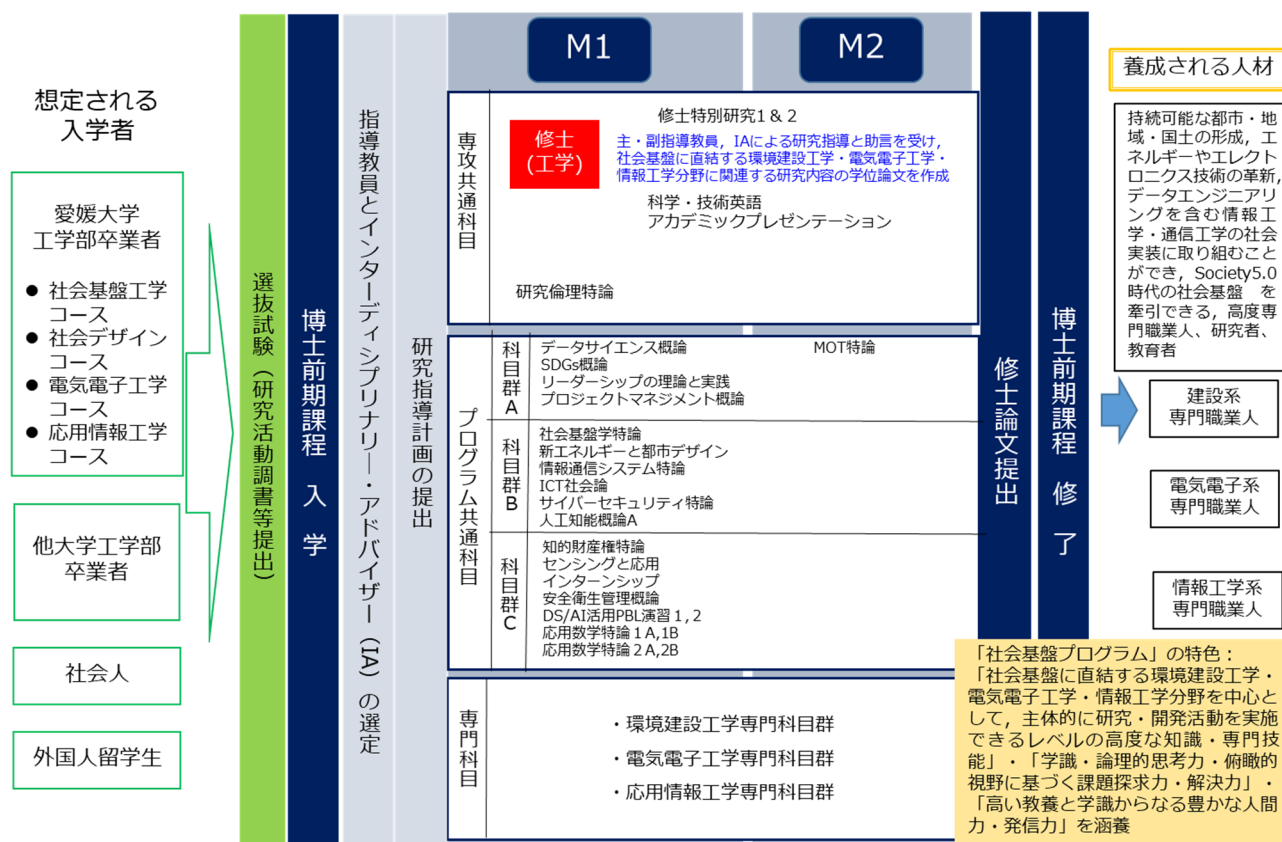 想定される
入学者
愛媛大学
工学部卒業者
● 社会基盤工学
コース
● 社会デザイン
コース
● 電気電子工学
コース
● 応用情報工学
コース
他大学工学部
卒業者
社会人
外国人留学生
選抜試験（研究活動調書等提出）
博士前期課程 入 学
指導教員とインターディシプリナリー・アドバイザー（IA）の選定
研究指導計画の提出
M1
M2
専攻共通科目
修士
(工学)
修士特別研究1＆2
主・副指導教員，IAによる研究指導と助言を受け，
社会基盤に直結する環境建設工学・電気電子工学・
情報工学分野に関連する研究内容の学位論文を作成
科学・技術英語
アカデミックプレゼンテーション
研究倫理特論
プログラム共通科目
科目群A
データサイエンス概論
SDGs概論
リーダーシップの理論と実践
プロジェクトマネジメント概論
MOT特論
科目群B
社会基盤学特論
新エネルギーと都市デザイン
情報通信システム特論
ICT社会論
サイバーセキュリティ特論
人工知能概論A
科目群C
知的財産権特論
センシングと応用
インターンシップ
安全衛生管理概論
DS/AI活用PBL演習１,２
応用数学特論１A,1B
応用数学特論２A,2B
専門科目
・環境建設工学専門科目群
・電気電子工学専門科目群
・応用情報工学専門科目群
修士論文提出
博士前期課程 修 了
養成される人材
持続可能な都市・地
域・国土の形成，エ
ネルギーやエレクト
ロニクス技術の革新，
データエンジニアリ
ングを含む情報工
学・通信工学の社会
実装に取り組むこと
ができ，Society5.0
時代の社会基盤　を
牽引できる，高度専
門職業人、研究者、
教育者
建設系
専門職業人
電気電子系
専門職業人
情報工学系
専門職業人
「社会基盤プログラム」の特色：
「社会基盤に直結する環境建設工学・
電気電子工学・情報工学分野を中心と
して，主体的に研究・開発活動を実施
できるレベルの高度な知識・専門技
能」・「学識・論理的思考力・俯瞰的
視野に基づく課題探求力・解決力」・
「高い教養と学識からなる豊かな人間
力・発信力」を涵養